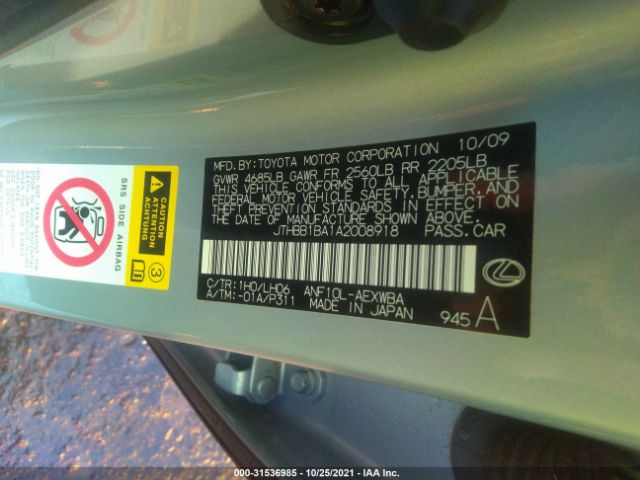 MFD. BY: TOYOTA MOTOR CORPORATION 10/09
GVWR 4685LB GAWR FR 2560LB RR 2205LB
THIS VEHICLE CONFORMS TO ALL APPLICABLE
FEDERAL MOTOR VEHICLE SAFETY, BUMPER, AND
THEFT PREVENTION STANDARDS IN EFFECT ON
THE DATE OF MANUFACTURE SHOWN ABOVE.
JTHBB1BA1A2008918 PASS. CAR
C/TR: 1H0/LH06 ANF10L-AEXWBA
A/TM: -01A/P311 MADE IN JAPAN
945 A
SRS SIDE AIRBAG
CAUTION
ATTENTION
ACHTUNG
3
000-31536985 - 10/25/2021 - IAA Inc.